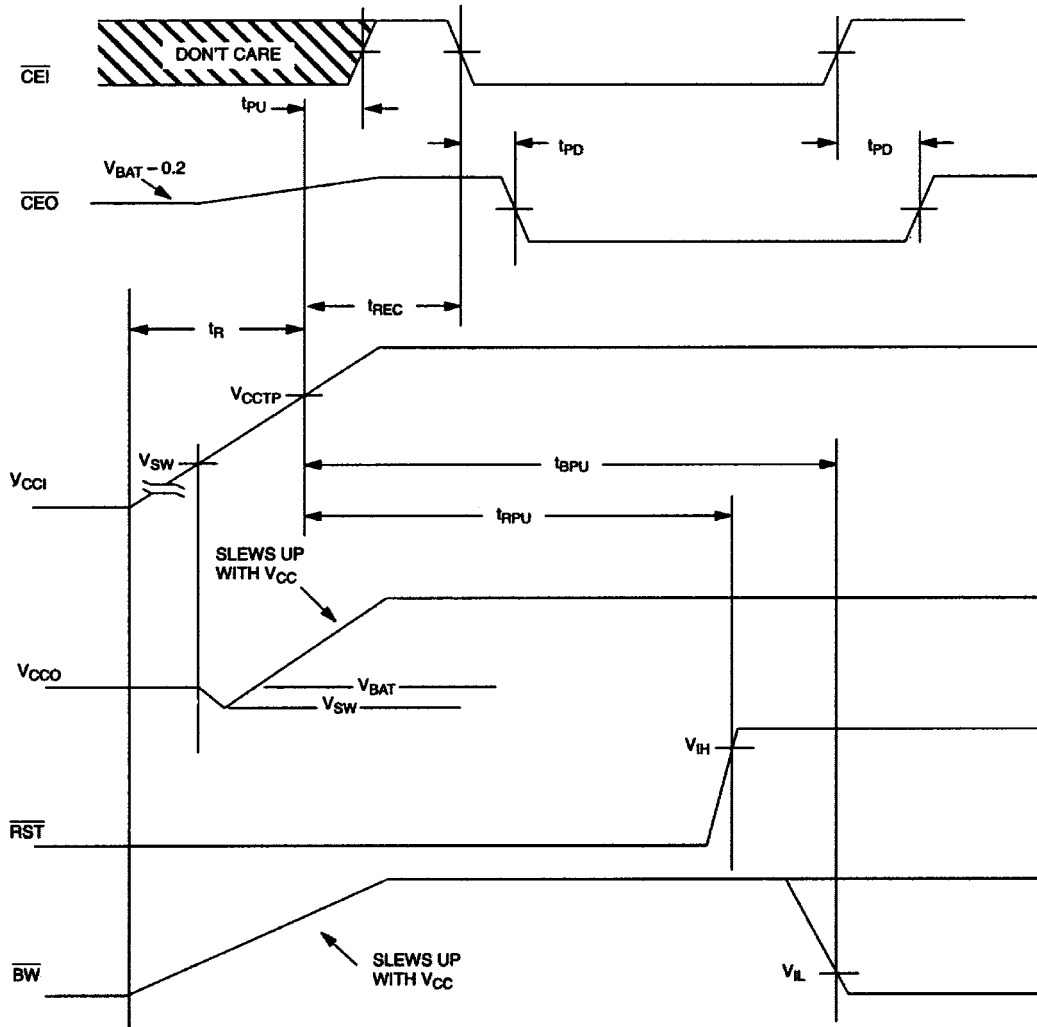 DON'T CARE
CEI
tPU
tPD
tPD
VBAT – 0.2
CEO
tREC
tR
VCCTP
VSW
tBPU
VCCI
tRPU
SLEWS UP
WITH VCC
VCCO
VBAT
VSW
VIH
RST
SLEWS UP
WITH VCC
BW
VIL